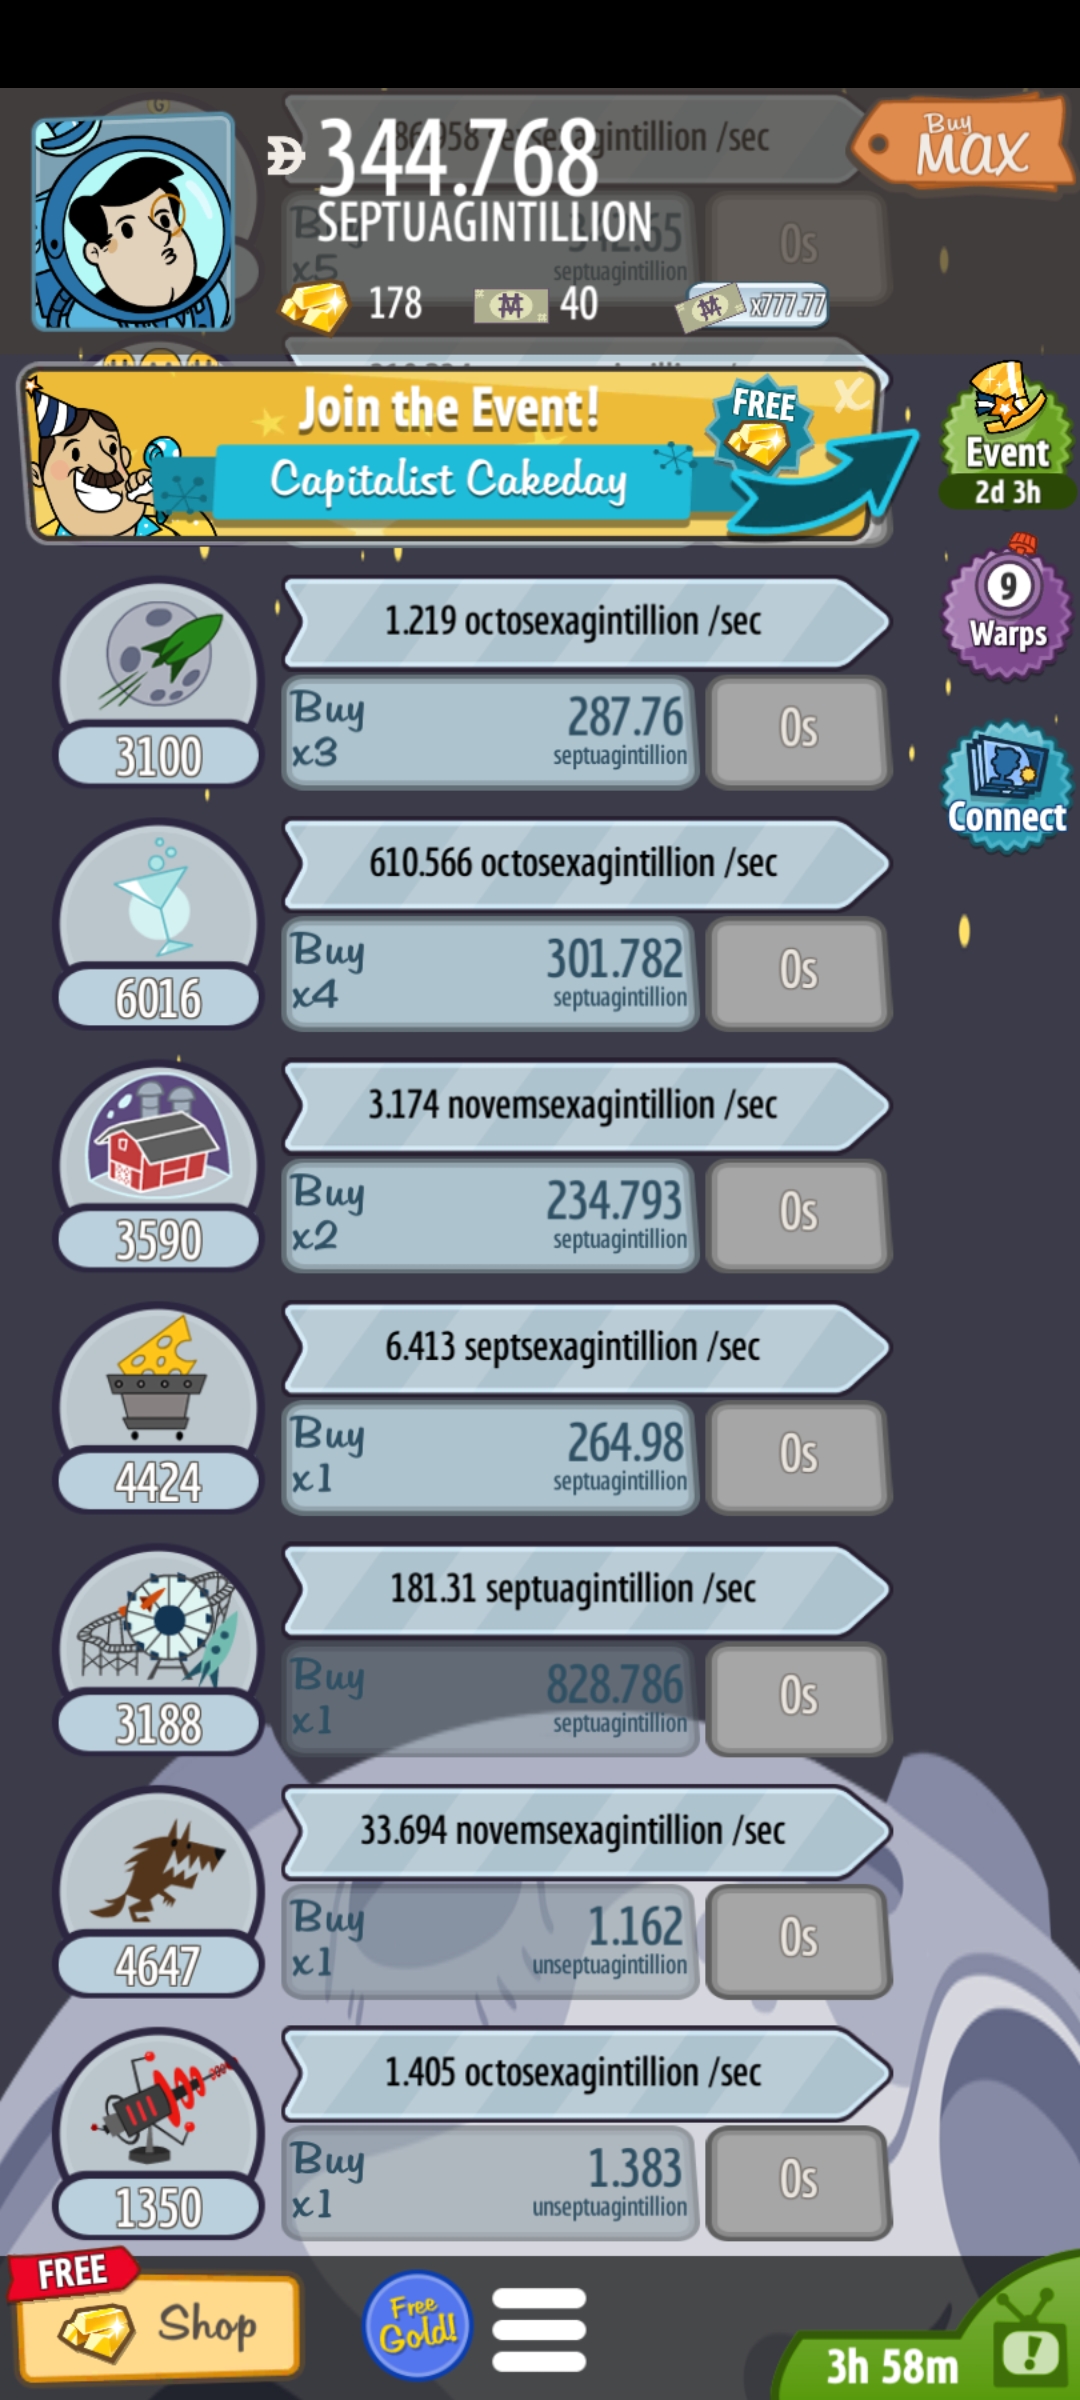 344.768
SEPTUAGINTILLION
Buy
MAX
Buy
x5
septuagintillion
0s
178
40
x777.77
Join the Event!
Capitalist Cakeday
FREE
X
Event
2d 3h
9
Warps
Connect
1.219 octosexagintillion /sec
Buy
x3
287.76
septuagintillion
0s
3100
610.566 octosexagintillion /sec
Buy
x4
301.782
septuagintillion
0s
6016
3.174 novemsexagintillion /sec
Buy
x2
234.793
septuagintillion
0s
3590
6.413 septsexagintillion /sec
Buy
x1
264.98
septuagintillion
0s
4424
181.31 septuagintillion /sec
Buy
x1
828.786
septuagintillion
0s
3188
33.694 novemsexagintillion /sec
Buy
x1
1.162
unseptuagintillion
0s
4647
1.405 octosexagintillion /sec
Buy
x1
1.383
unseptuagintillion
0s
1350
FREE
Shop
Free
Gold!
3h 58m
!